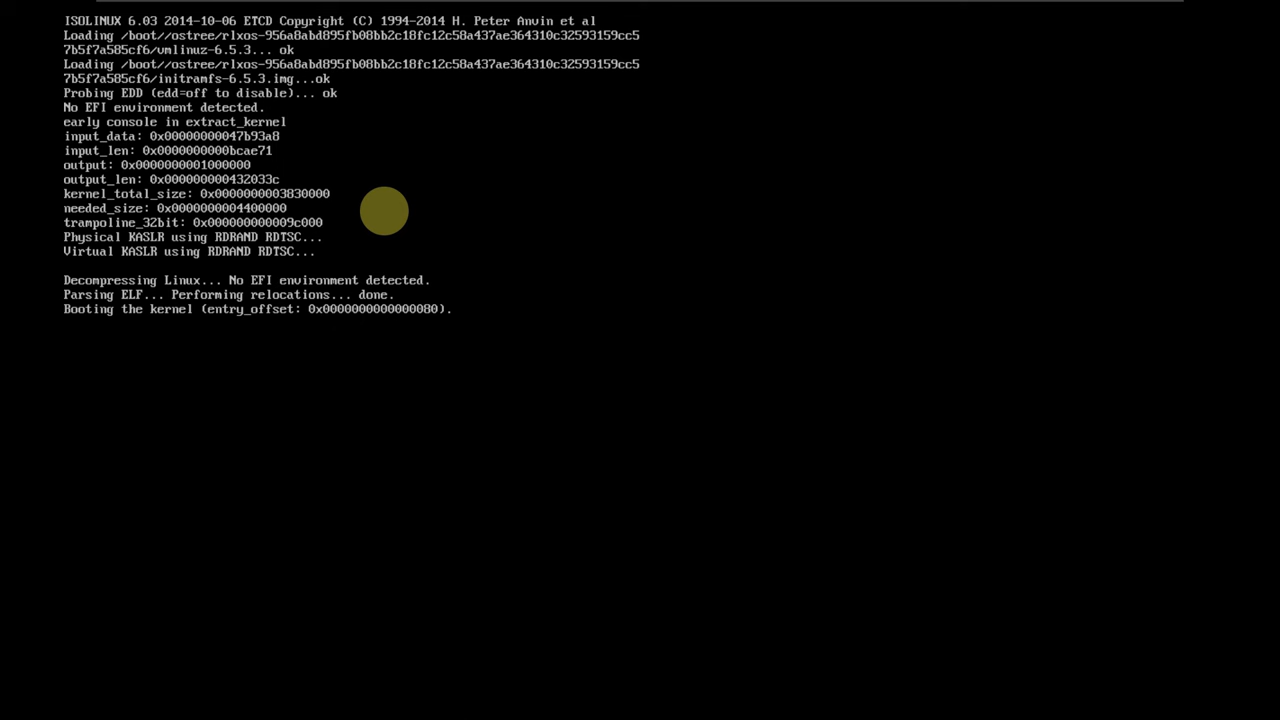 ISOLINUX 6.03 2014-10-06 ETCD Copyright (C) 1994-2014 H. Peter Anvin et al
Loading /boot//ostree/rlxos-956a8abd895fb08bb2c18fc12c58a437ae364310c32593159cc5
7b5f7a585cf6/vmlinuz-6.5.3... ok
Loading /boot//ostree/rlxos-956a8abd895fb08bb2c18fc12c58a437ae364310c32593159cc5
7b5f7a585cf6/initramfs-6.5.3.img...ok
Probing EDD (edd=off to disable)... ok
No EFI environment detected.
early console in extract_kernel
input_data: 0x00000000047b93a8
input_len: 0x0000000000bcae71
output: 0x0000000001000000
output_len: 0x000000000432033c
kernel_total_size: 0x0000000003830000
needed_size: 0x0000000004400000
trampoline_32bit: 0x000000000009c000
Physical KASLR using RDRAND RDTSC...
Virtual KASLR using RDRAND RDTSC...
Decompressing Linux... No EFI environment detected.
Parsing ELF... Performing relocations... done.
Booting the kernel (entry_offset: 0x0000000000000080).